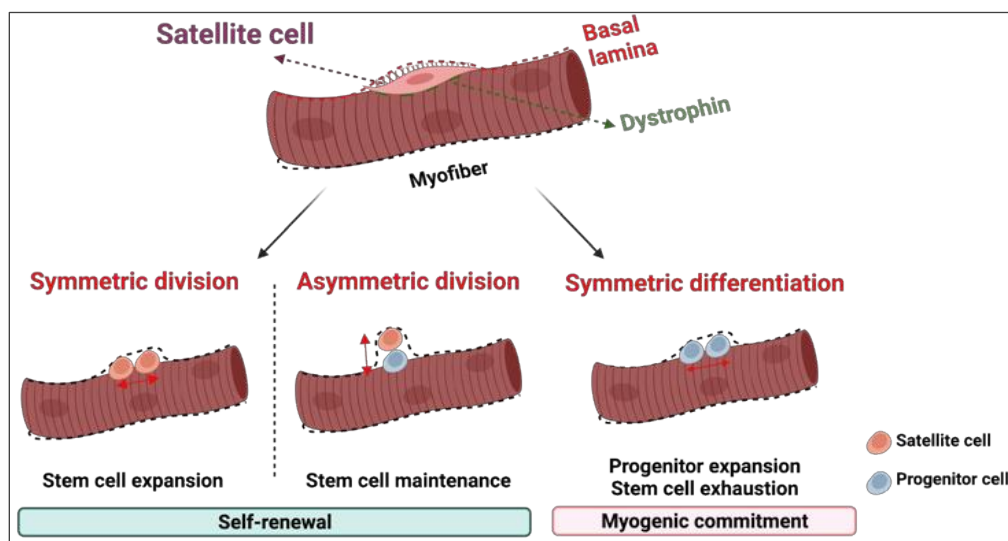 Satellite cell
Basal
lamina
Dystrophin
Myofiber
Symmetric division
Asymmetric division
Symmetric differentiation
Stem cell expansion
Stem cell maintenance
Progenitor expansion
Stem cell exhaustion
Satellite cell
Progenitor cell
Self-renewal
Myogenic commitment